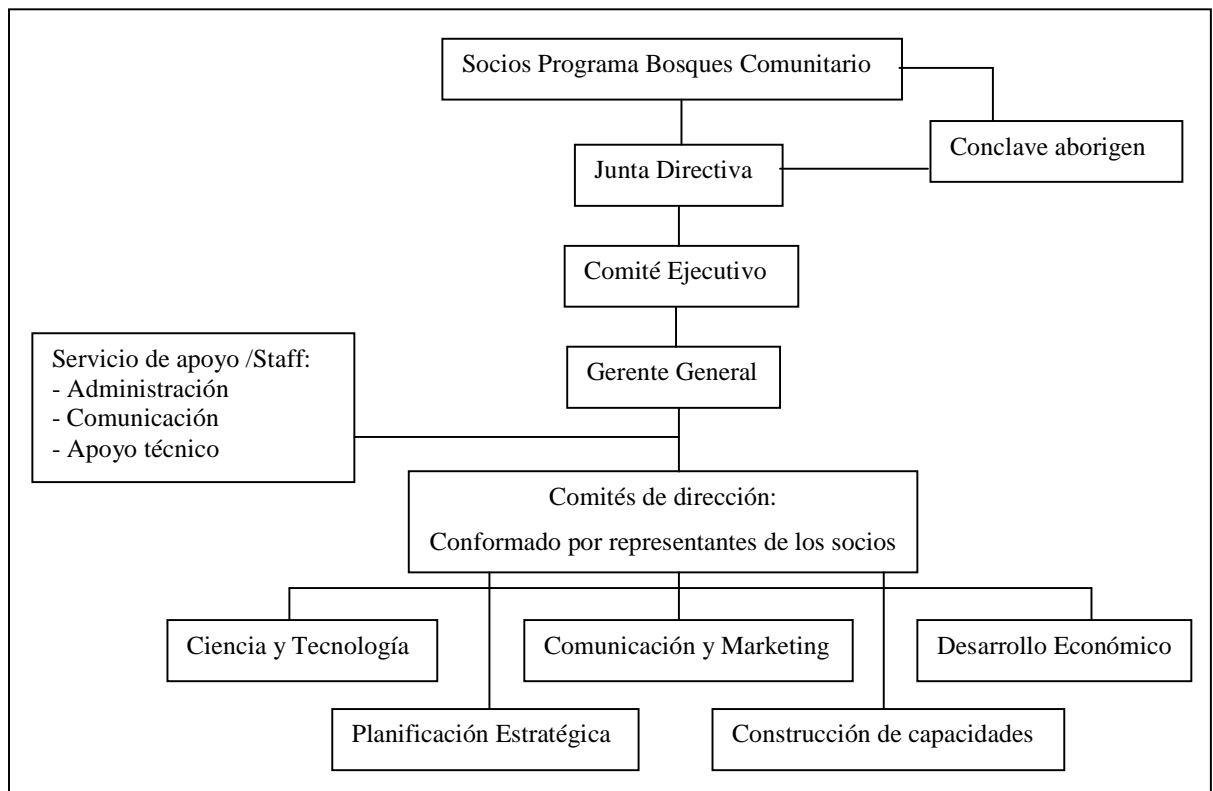 Socios Programa Bosques Comunitario
Conclave aborigen
Junta Directiva
Comité Ejecutivo
Servicio de apoyo /Staff:
- Administración
- Comunicación
- Apoyo técnico
Gerente General
Comités de dirección:
Conformado por representantes de los socios
Ciencia y Tecnología
Comunicación y Marketing
Desarrollo Económico
Planificación Estratégica
Construcción de capacidades